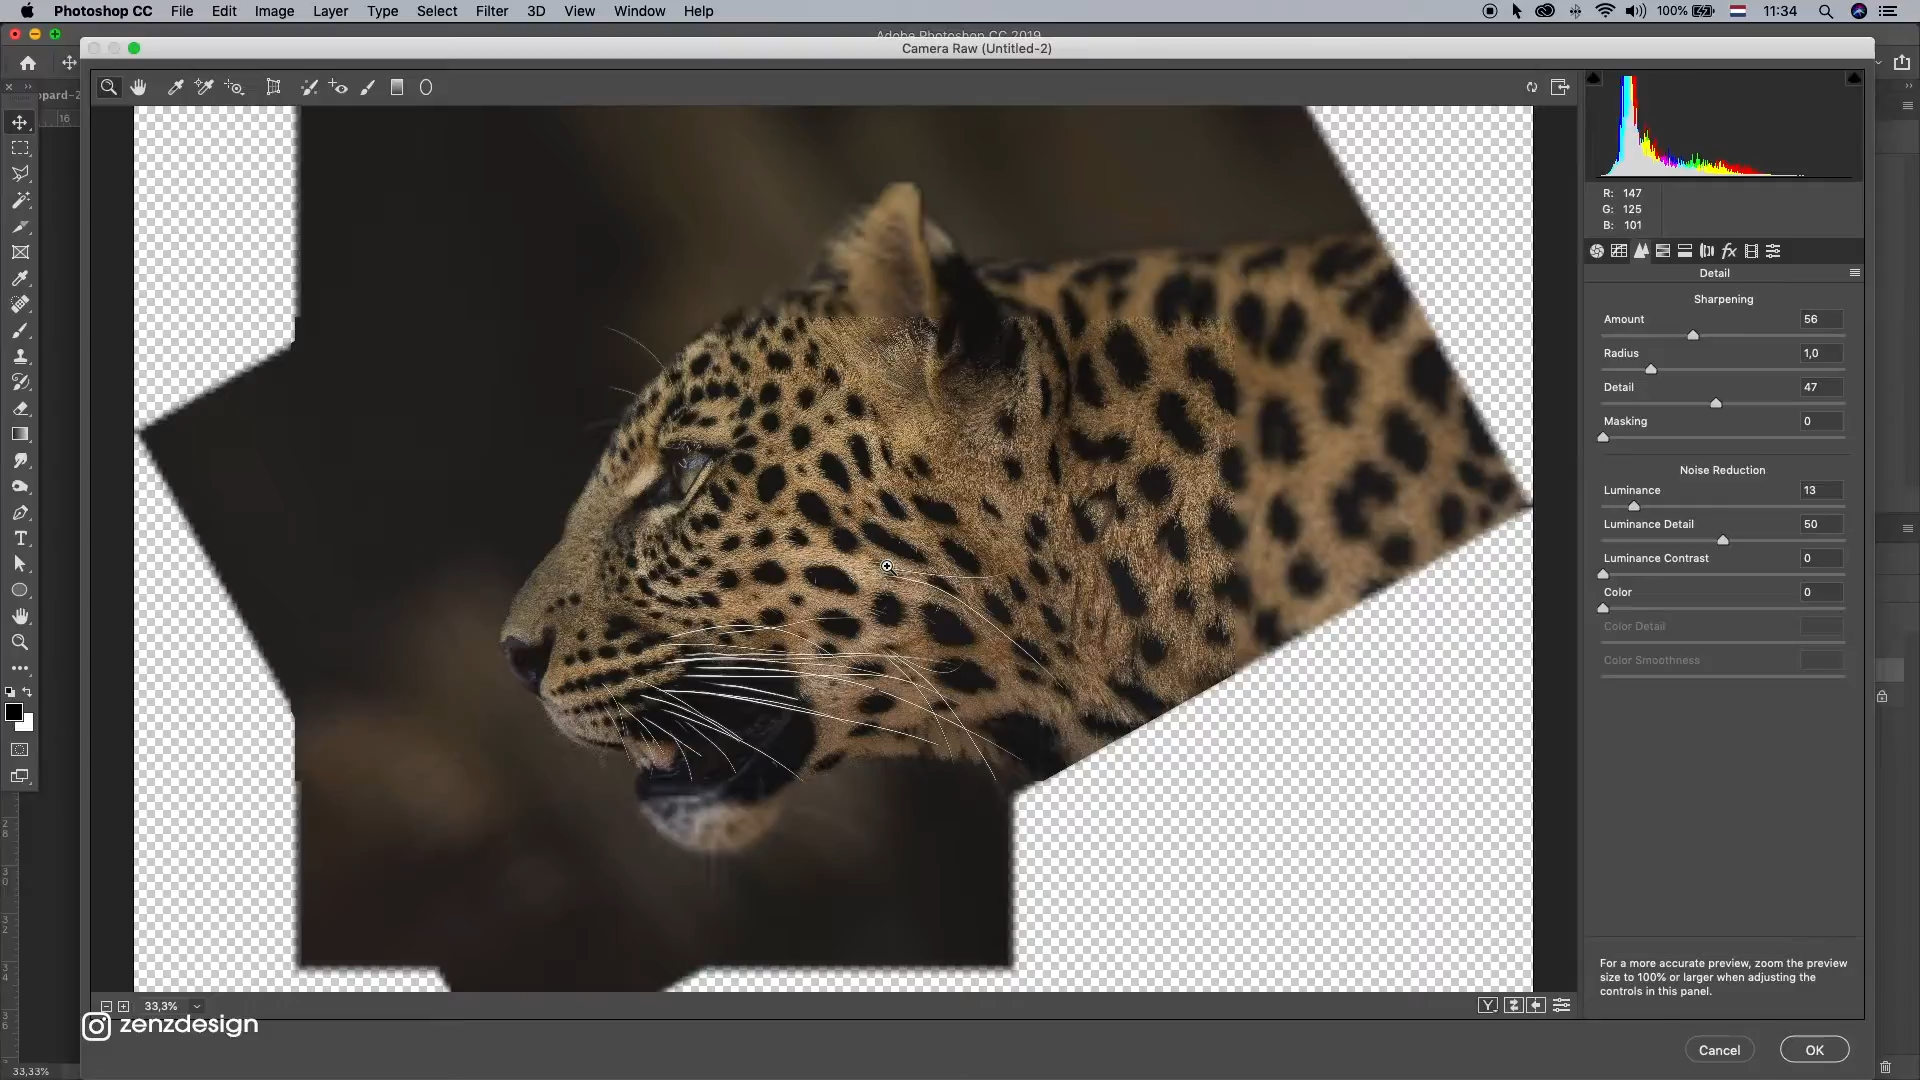 Photoshop CC File Edit Image Layer Type Select Filter 3D View Window Help 100% 11:34
Adobe Photoshop CC 2019
Camera Raw (Untitled-2)
16
R: 147
G: 125
B: 101
fx
Detail
Sharpening
Amount 56
Radius 1,0
Detail 47
Masking 0
Noise Reduction
Luminance 13
Luminance Detail 50
Luminance Contrast 0
Color 0
Color Detail
Color Smoothness
For a more accurate preview, zoom the preview
size to 100% or larger when adjusting the
controls in this panel.
33,3%
Y
zenzdesign
Cancel OK
33,33%